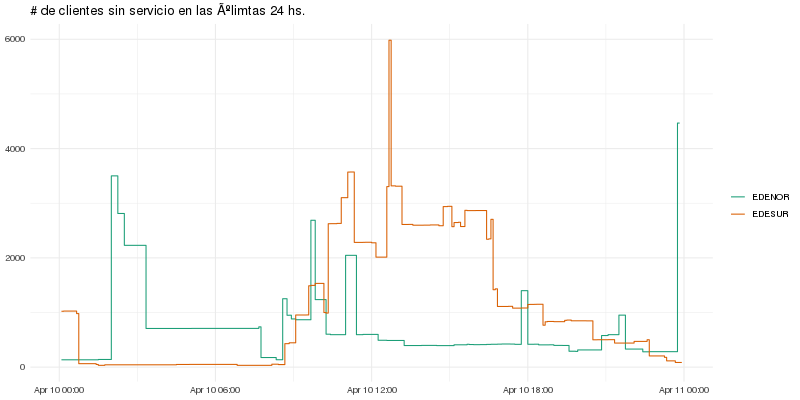 # de clientes sin servicio en las Ãºlimtas 24 hs.
6000
4000
2000
0
Apr 10 00:00
Apr 10 06:00
Apr 10 12:00
Apr 10 18:00
Apr 11 00:00
EDENOR
EDESUR